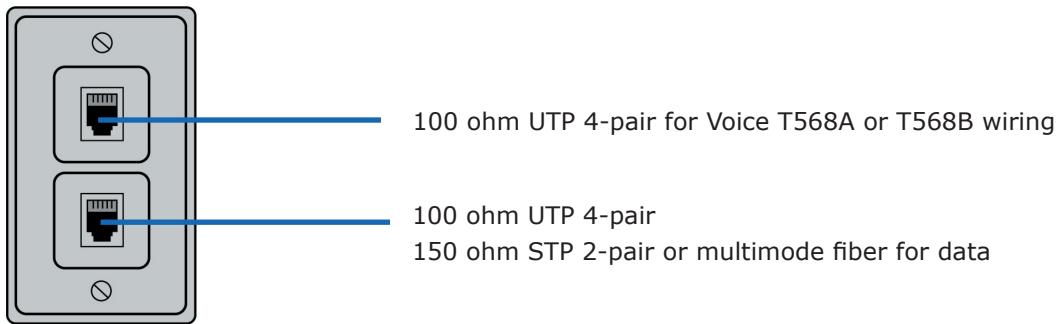 100 ohm UTP 4-pair for Voice T568A or T568B wiring
100 ohm UTP 4-pair
150 ohm STP 2-pair or multimode fiber for data